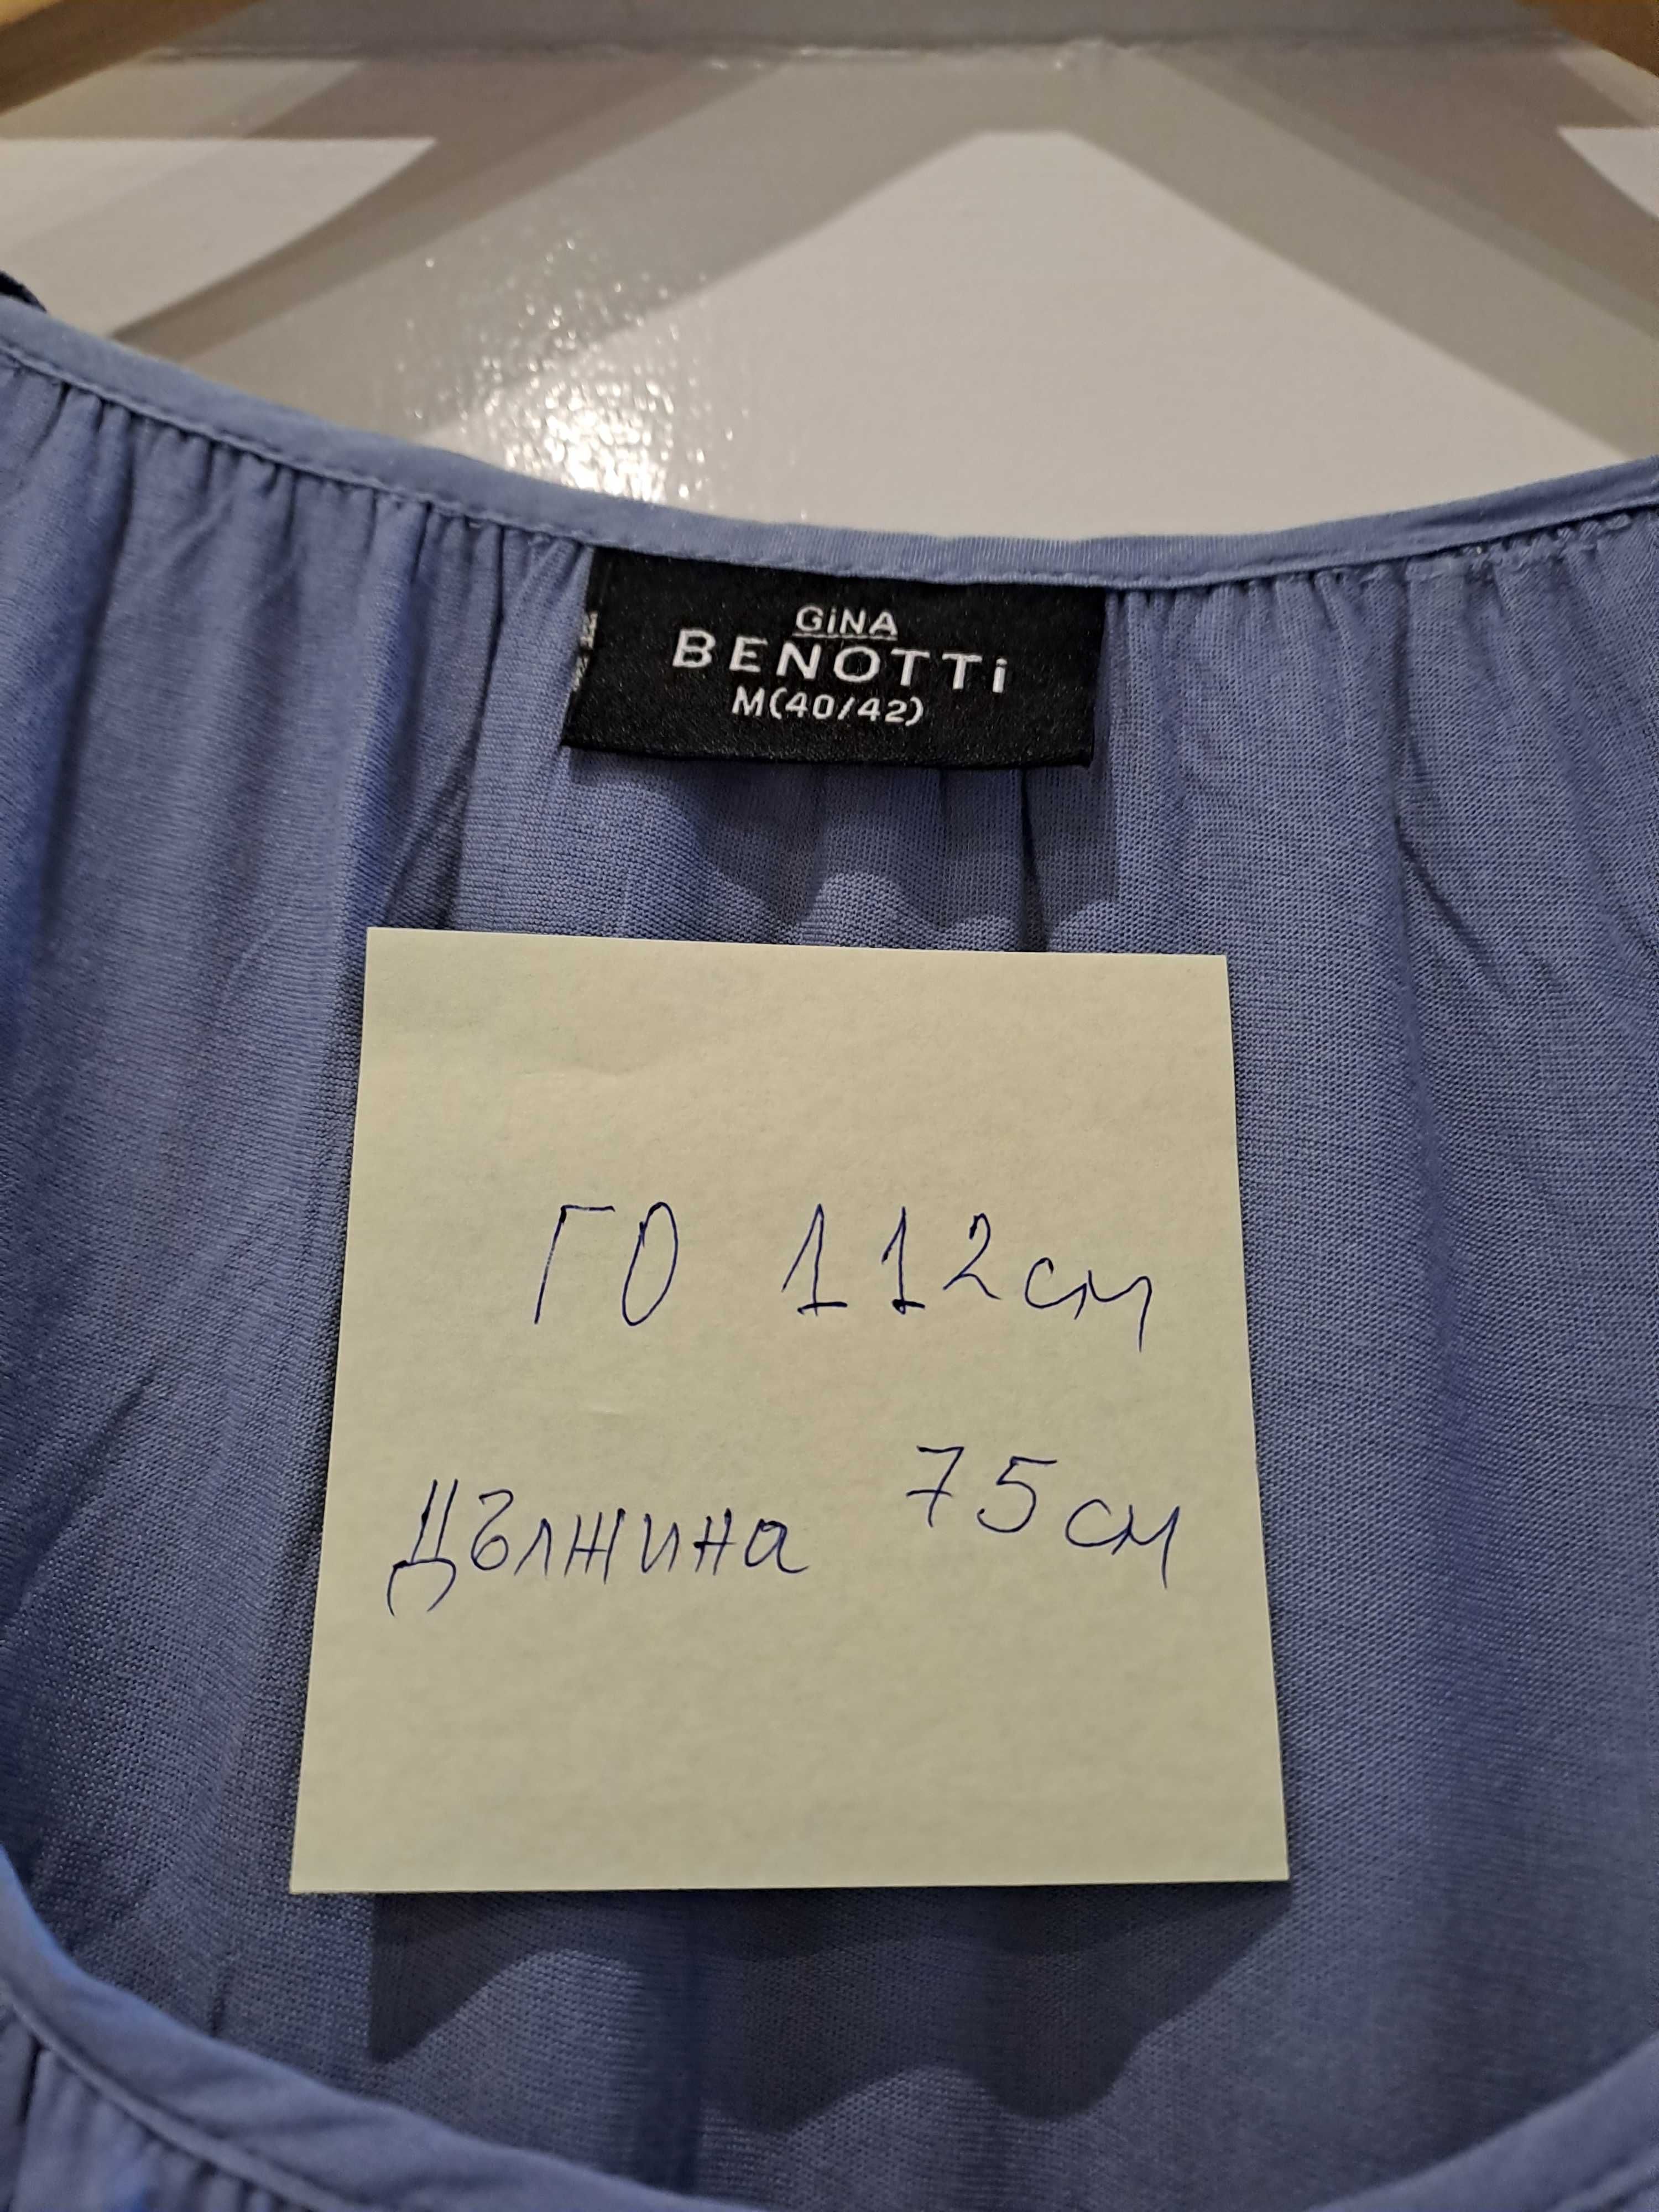 GiNA
BENOTTi
M(40/42)
ГО 112см
Дължина 75см